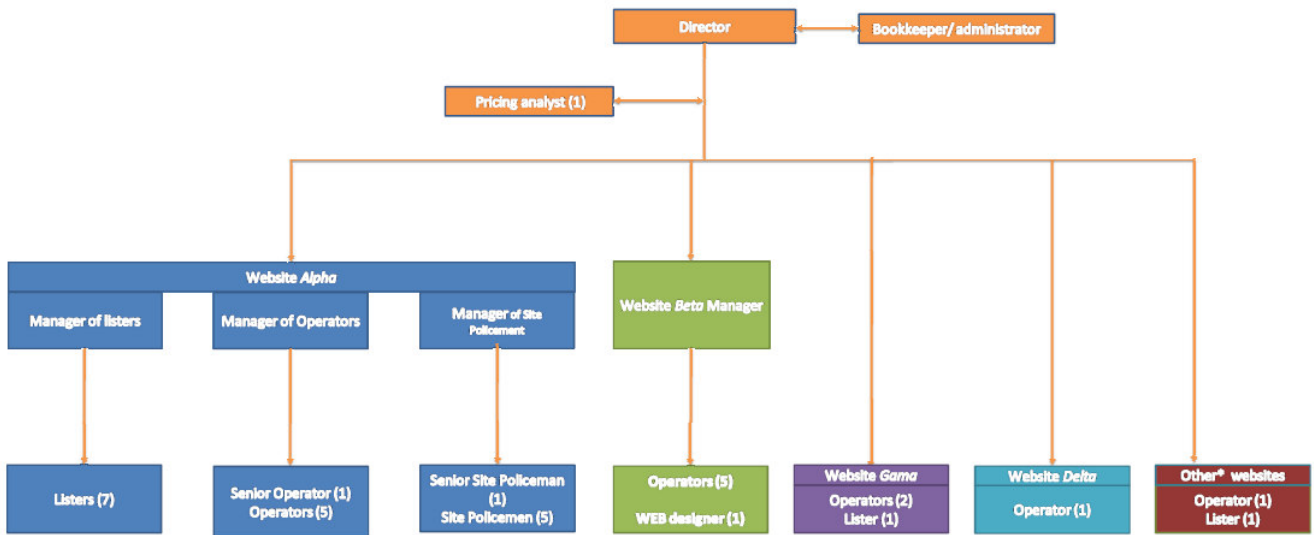 Director
Bookkeeper/ administrator
Pricing analyst (1)
Website Alpha
Manager of listers
Manager of Operators
Manager of Site
Policement
Website Beta Manager
Listers (7)
Senior Operator (1)
Operators (5)
Senior Site Policeman
(1)
Site Policemen (5)
Operators (5)
WEB designer (1)
Website Gama
Operators (2)
Lister (1)
Website Delta
Operator (1)
Other* websites
Operator (1)
Lister (1)